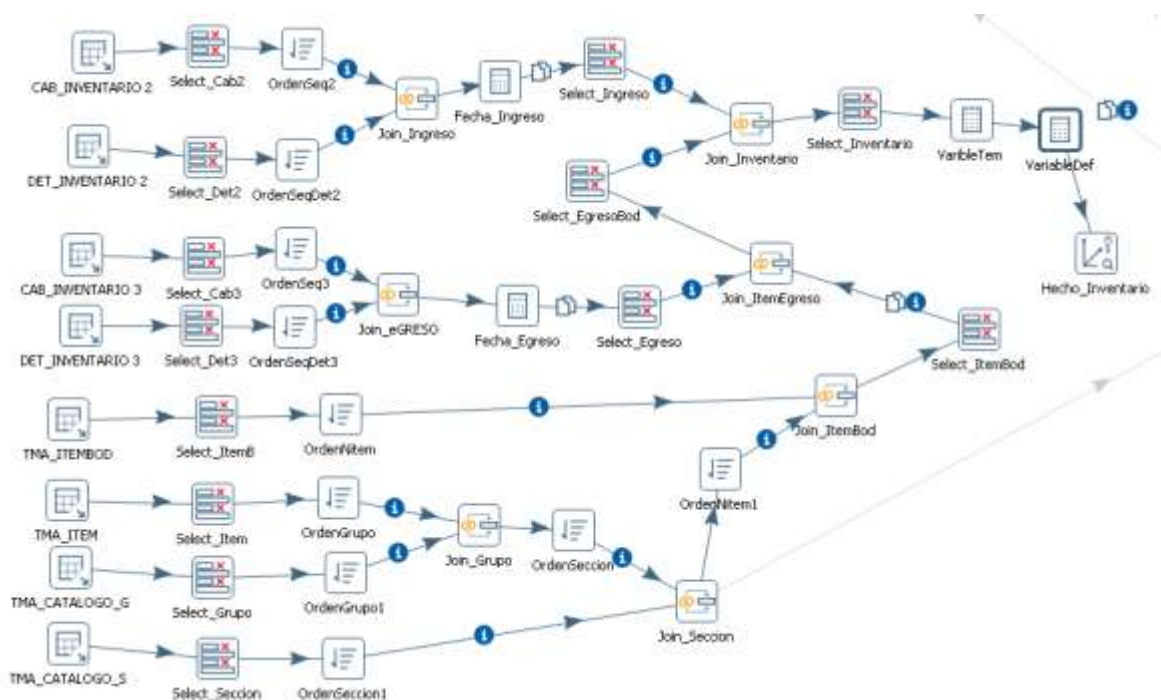 CAB_INVENTARIO 2
Select_Cab2
OrdenSeq2
Join_Ingreso
Fecha_Ingreso
Select_Ingreso
Join_Inventario
Select_Inventario
VaribleTem
VariableDef
DET_INVENTARIO 2
Select_Det2
OrdenSeqDet2
Select_EgresoBod
Hecho_Inventario
CAB_INVENTARIO 3
Select_Cab3
OrdenSeq3
Join_eGRESO
Fecha_Egreso
Select_Egreso
Join_ItemEgreso
DET_INVENTARIO 3
Select_Det3
OrdenSeqDet3
Select_ItemBod
TMA_ITEMBOD
Select_ItemB
OrdenNitem
Join_ItemBod
OrdenNitem1
TMA_ITEM
Select_Item
OrdenGrupo
Join_Grupo
OrdenSeccion
TMA_CATALOGO_G
Select_Grupo
OrdenGrupo1
Join_Seccion
TMA_CATALOGO_S
Select_Seccion
OrdenSeccion1